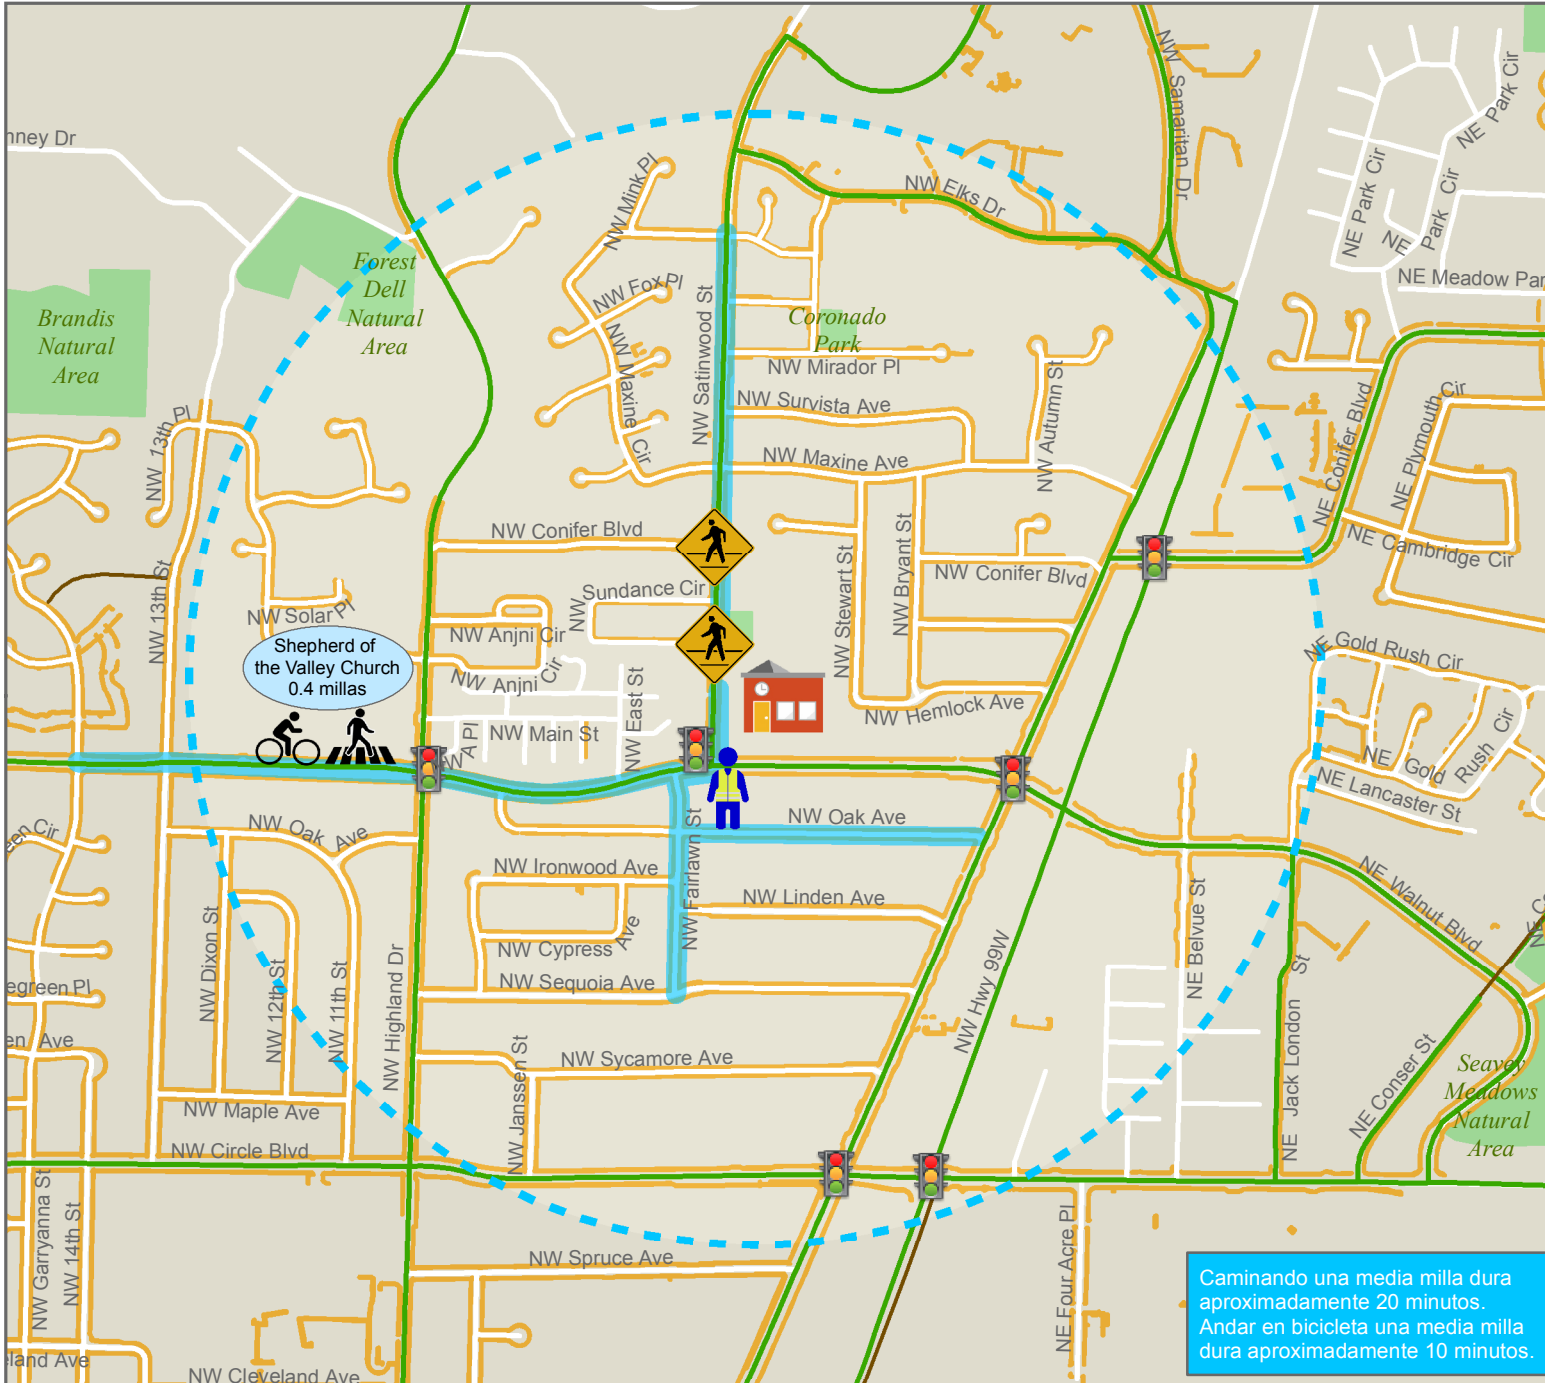 nney Dr
NW Samaritan Dr
NE Park Cir
NE Park Cir
NE Park Cir
NE Meadow Par
NW Mink Pl
NW Elks Dr
Forest
Dell
Natural
Area
Brandis
Natural
Area
NW Fox Pl
NW Satinwood St
Coronado
Park
NW Mirador Pl
NW Maxine Cir
NW Survista Ave
NW Autumn St
NW Maxine Ave
NE Conifer Blvd
NE Plymouth Cir
NE Cambridge Cir
NW 13th Pl
NW 13th St
NW Conifer Blvd
NW Stewart St
NW Bryant St
NW Conifer Blvd
NW Sundance Cir
NW Solar Pl
NW Anjni Cir
NW Anjni Cir
Shepherd of
the Valley Church
0.4 millas
NW East St
NW Main St
W A Pl
NW Hemlock Ave
NE Gold Rush Cir
NE Gold Rush Cir
NE Lancaster St
een Cir
NW Oak Ave
NW Oak Ave
NW Fairlawn St
NW Ironwood Ave
NW Linden Ave
NW Cypress Ave
NW Sequoia Ave
NW Dixon St
NW 12th St
NW 11th St
NW Highland Dr
NE Belvue St
NE Walnut Blvd
NW Hwy 99W
NE Jack London St
NE Conser St
NE Co
egreen Pl
en Ave
Seavey
Meadows
Natural
Area
NW Janssen St
NW Sycamore Ave
NW Maple Ave
NW Circle Blvd
NW Garryanna St
NW 14th St
NW Spruce Ave
NE Four Acre Pl
land Ave
NW Cleveland Ave
Caminando una media milla dura
aproximadamente 20 minutos.
Andar en bicicleta una media milla
dura aproximadamente 10 minutos.